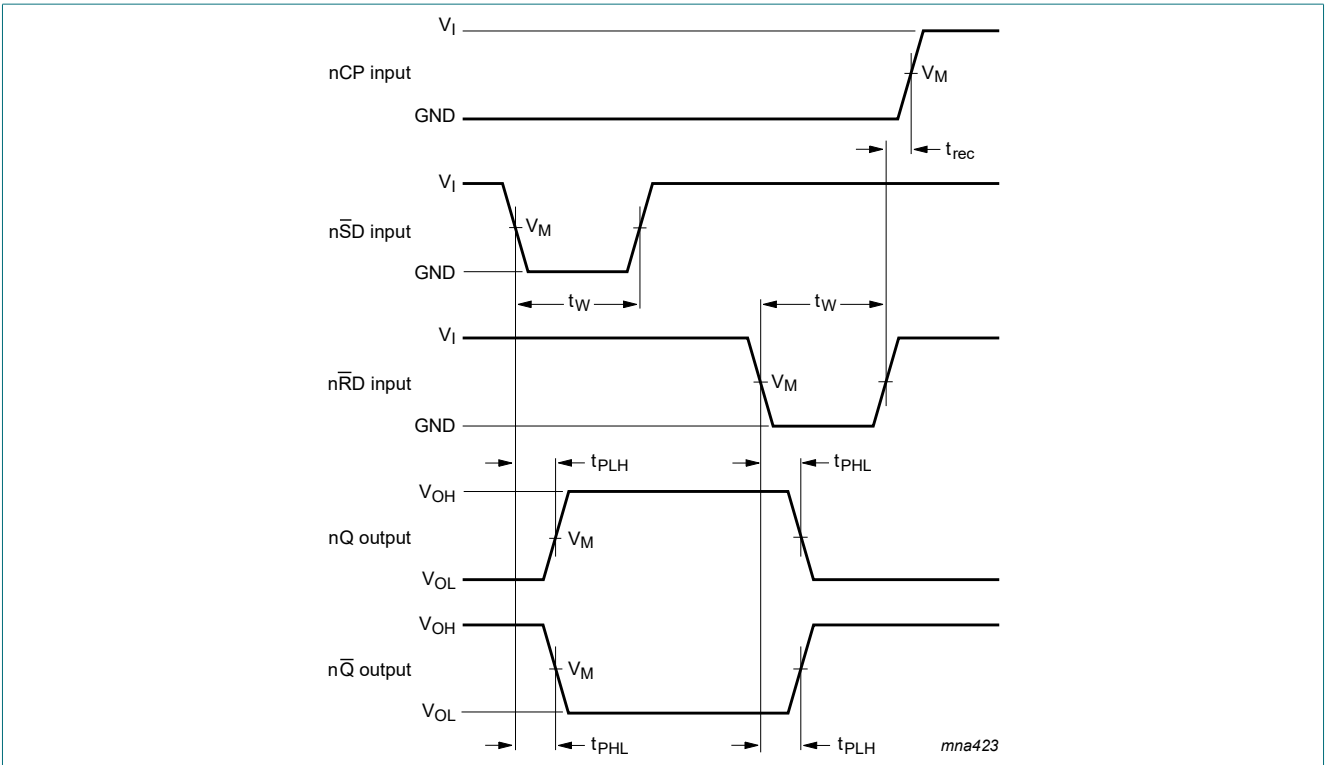 V_I
nCP input
V_M
GND
t_rec
V_I
nS̅D input
V_M
GND
t_W
t_W
V_I
nR̅D input
V_M
GND
t_PLH
t_PHL
V_OH
nQ output
V_M
V_OL
V_OH
nQ̅ output
V_M
V_OL
t_PHL
t_PLH
mna423